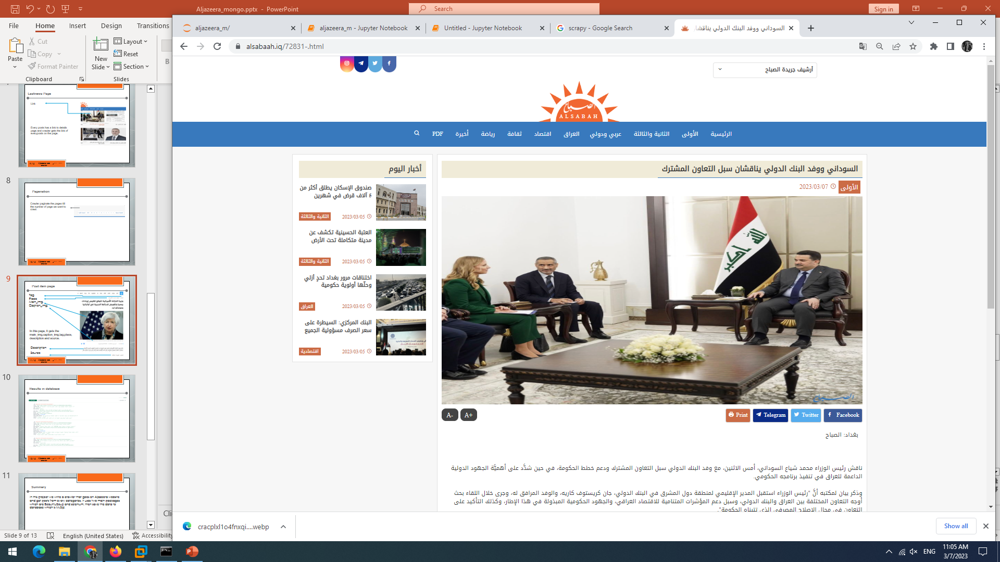 Aljazeera_mongo.pptx - PowerPoint
Search
Sign in
File
Home
Insert
Design
Transitions
Paste
Cut
Copy
Format Painter
Clipboard
New
Slide
Layout
Reset
Section
Slides
B
aljazeera_m/
aljazeera_m - Jupyter Notebook
Untitled - Jupyter Notebook
scrapy - Google Search
السوداني ووفد البنك الدولي يناقشان
alsabaah.iq/72831-.html
أرشيف جريدة الصباح
الصباح
ALSABAH
الرئيسية
الأولى
الثانية والثالثة
عربي ودولي
العراق
اقتصاد
ثقافة
رياضة
أخيرة
PDF
السوداني ووفد البنك الدولي يناقشان سبل التعاون المشترك
الأولى
2023/03/07
A-
A+
Print
Telegram
Twitter
Facebook
بغداد: الصباح
ناقش رئيس الوزراء محمد شياع السوداني، أمس الاثنين، مع وفد البنك الدولي سبل التعاون المشترك ودعم خطط الحكومة، في حين شدَّد على أهميَّة الجهود الدولية
الداعمة للعراق في تنفيذ برنامجه الحكومي.
وذكر بيان لمكتبه أنَّ "رئيس الوزراء استقبل المدير الإقليمي لمنطقة دول المشرق في البنك الدولي، جان كريستوف كاريه، والوفد المرافق له، وجرى خلال اللقاء بحث
أوجه التعاون المختلفة بين العراق والبنك الدولي، وسبل دعم المؤشرات المتنامية للاقتصاد العراقي، والجهود الحكومية المبذولة في هذا الإطار، وكذلك التأكيد على
التعاون في مجال الإصلاح المصرفي الذي تتبناه الحكومة".
أخبار اليوم
صندوق الإسكان يطلق أكثر من
5 آلاف قرض في شهرين
2023/03/05
الثانية والثالثة
العتبة الحسينية تكشف عن
مدينة متكاملة تحت الأرض
2023/03/05
الثانية والثالثة
اختناقات مرور بغداد تحدٍ أزلي
وحلّها أولوية حكومية
2023/03/05
العراق
البنك المركزي: السيطرة على
سعر الصرف مسؤولية الجميع
2023/03/05
اقتصادية
Lastnews Page
Link
Every posts has a link to details
page and crawler gets the link of
everyposts on the page.
8
Pagenation
Crawler paginate the pages till
the number of page we want to
crawl.
9
Post item page
Tag
Place
Main_img
Caption_img
In this page, It gets the
main_img,caption_img,tag,place,
description and source.
Description
Source
10
Results in database
11
Summery
In this project we write a crawler that goes on Aljazeera website
and get posts from every categories. It uses two main packages
which are BeautifulSoup and selenium, then save the data to
database which is MySql.
Cli
Slide 9 of 13
English (United States)
Accessibility
cracplxl1o4fnxqi....webp
Show all
ENG
11:05 AM
3/7/2023